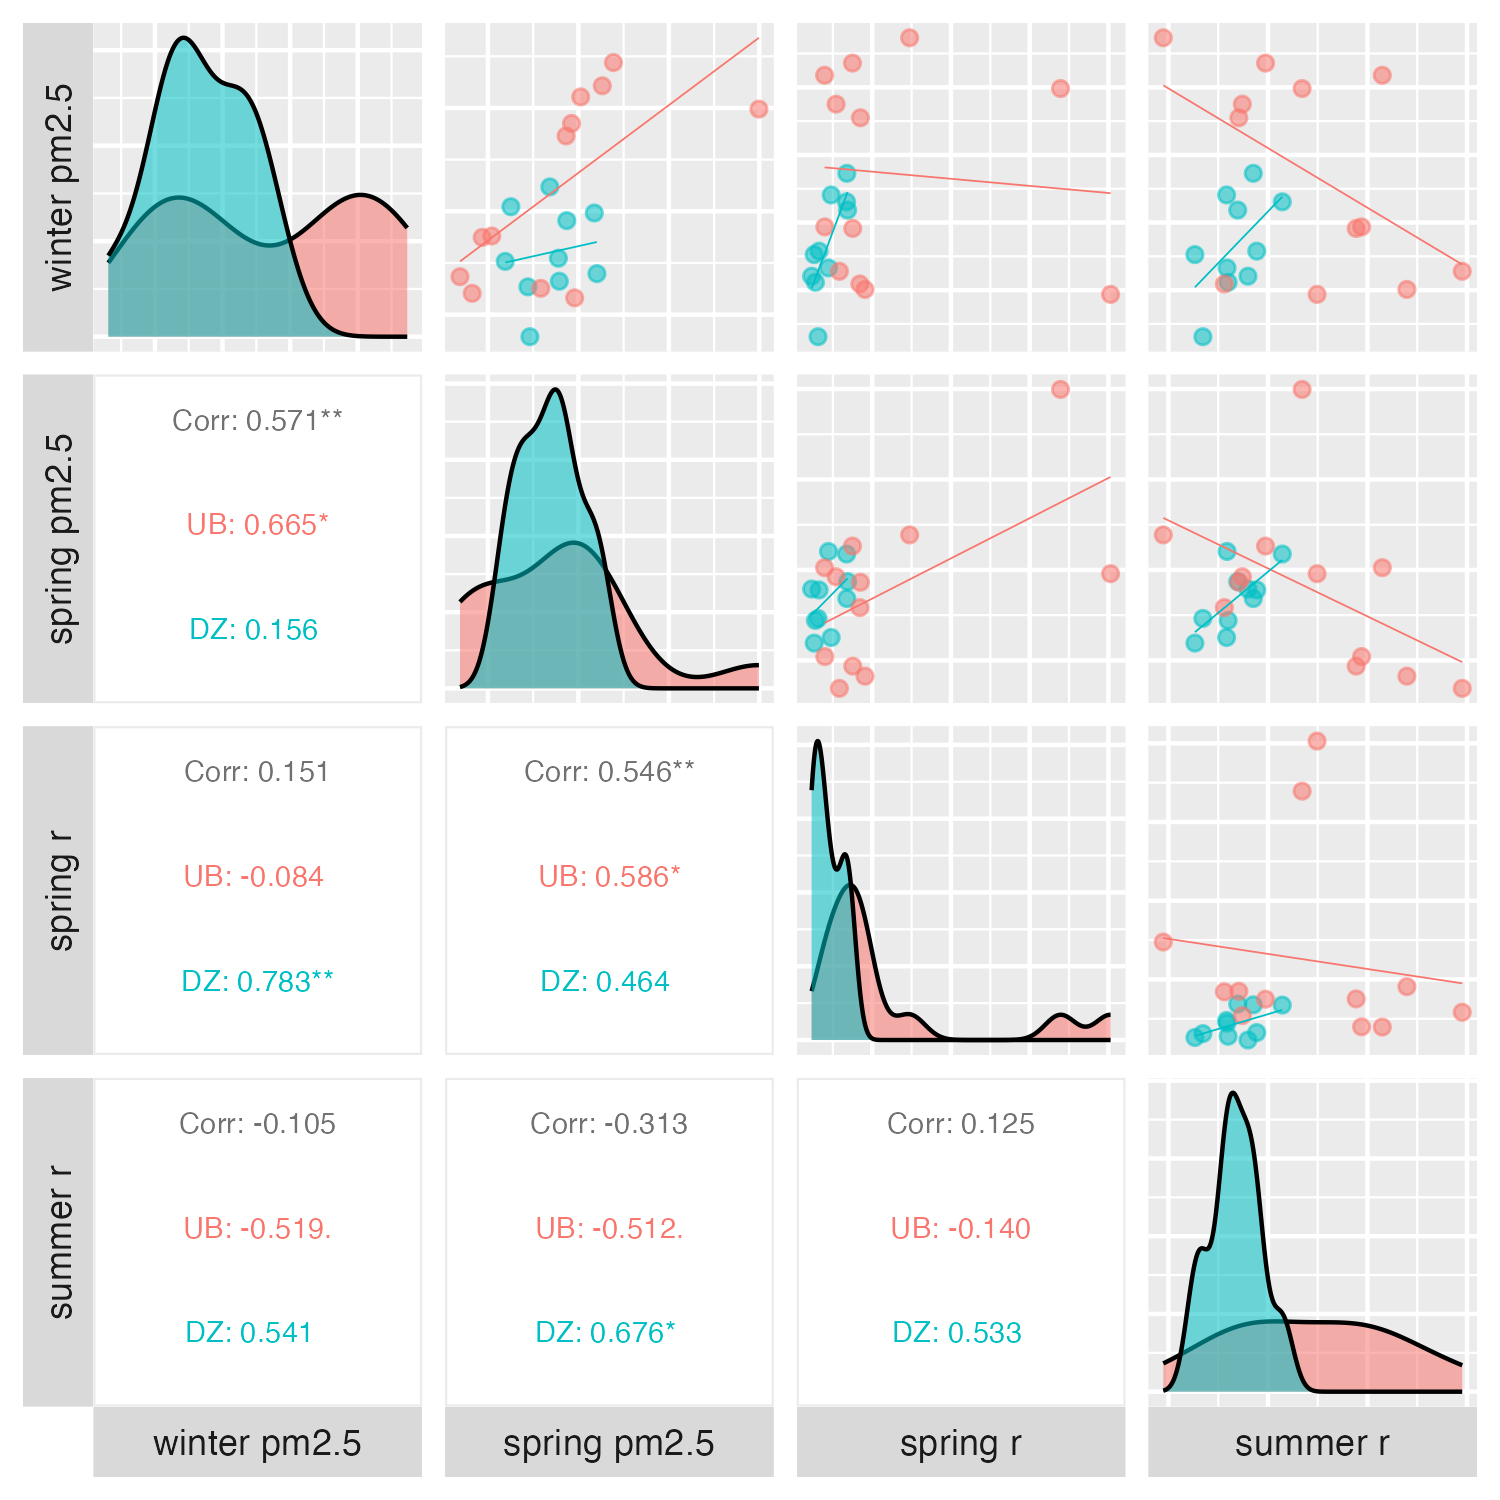 winter pm2.5
spring pm2.5
Corr: 0.571**
UB: 0.665*
DZ: 0.156
spring r
Corr: 0.151
UB: -0.084
DZ: 0.783**
Corr: 0.546**
UB: 0.586*
DZ: 0.464
summer r
Corr: -0.105
UB: -0.519.
DZ: 0.541
Corr: -0.313
UB: -0.512.
DZ: 0.676*
Corr: 0.125
UB: -0.140
DZ: 0.533
winter pm2.5
spring pm2.5
spring r
summer r